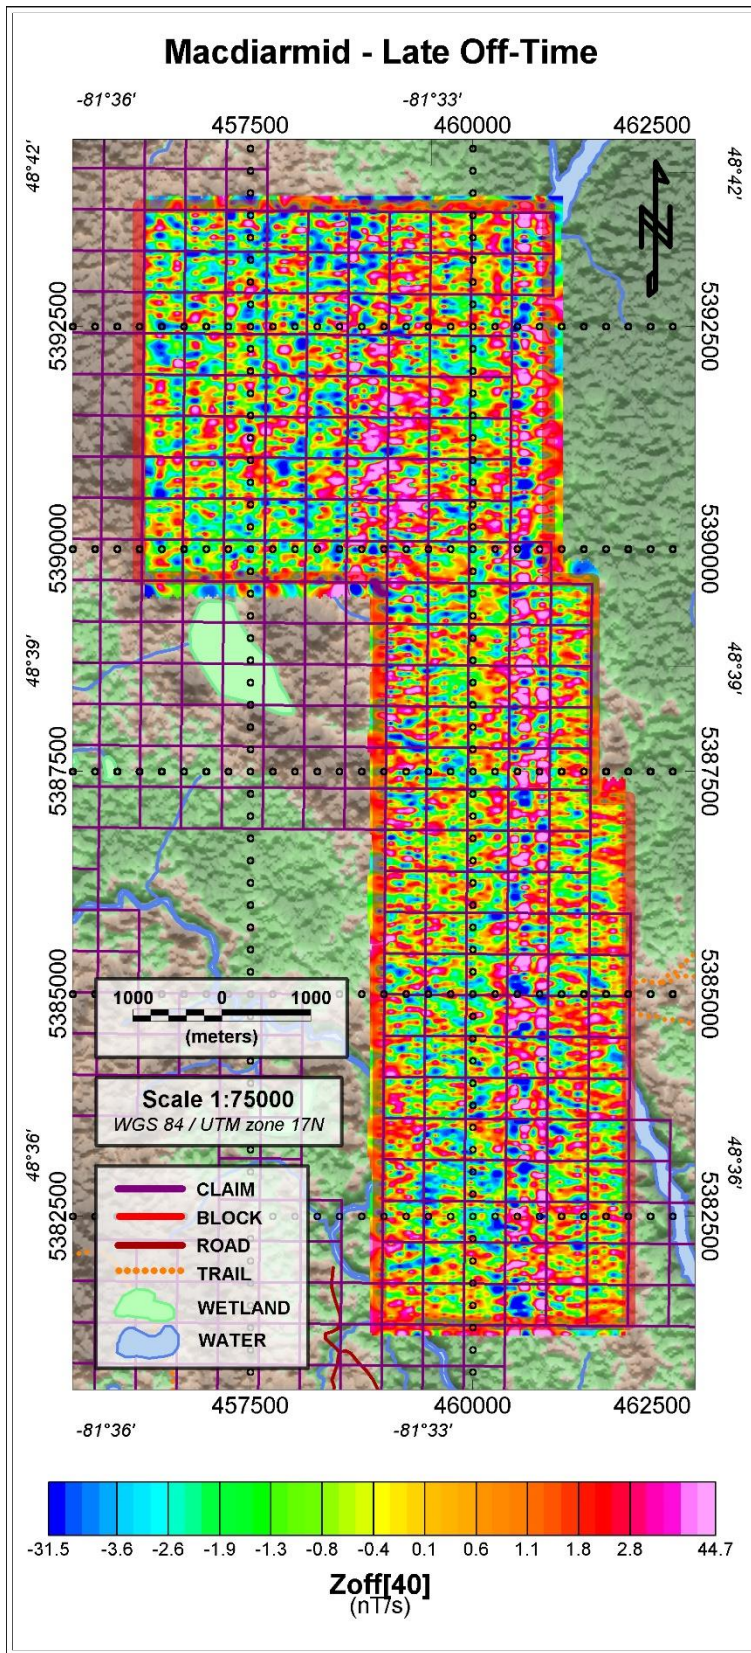 Macdiarmid - Late Off-Time
-81°36' -81°33'
457500 460000 462500
48°42' 48°42'
5392500 5392500
5390000 5390000
48°39' 48°39'
5387500 5387500
5385000 5385000
1000 0 1000
(meters)
Scale 1:75000
WGS 84 / UTM zone 17N
48°36' 48°36'
CLAIM
5382500 5382500
BLOCK
ROAD
TRAIL
WETLAND
WATER
457500 460000 462500
-81°36' -81°33'
-31.5 -3.6 -2.6 -1.9 -1.3 -0.8 -0.4 0.1 0.6 1.1 1.8 2.8 44.7
Zoff[40]
(nT/s)